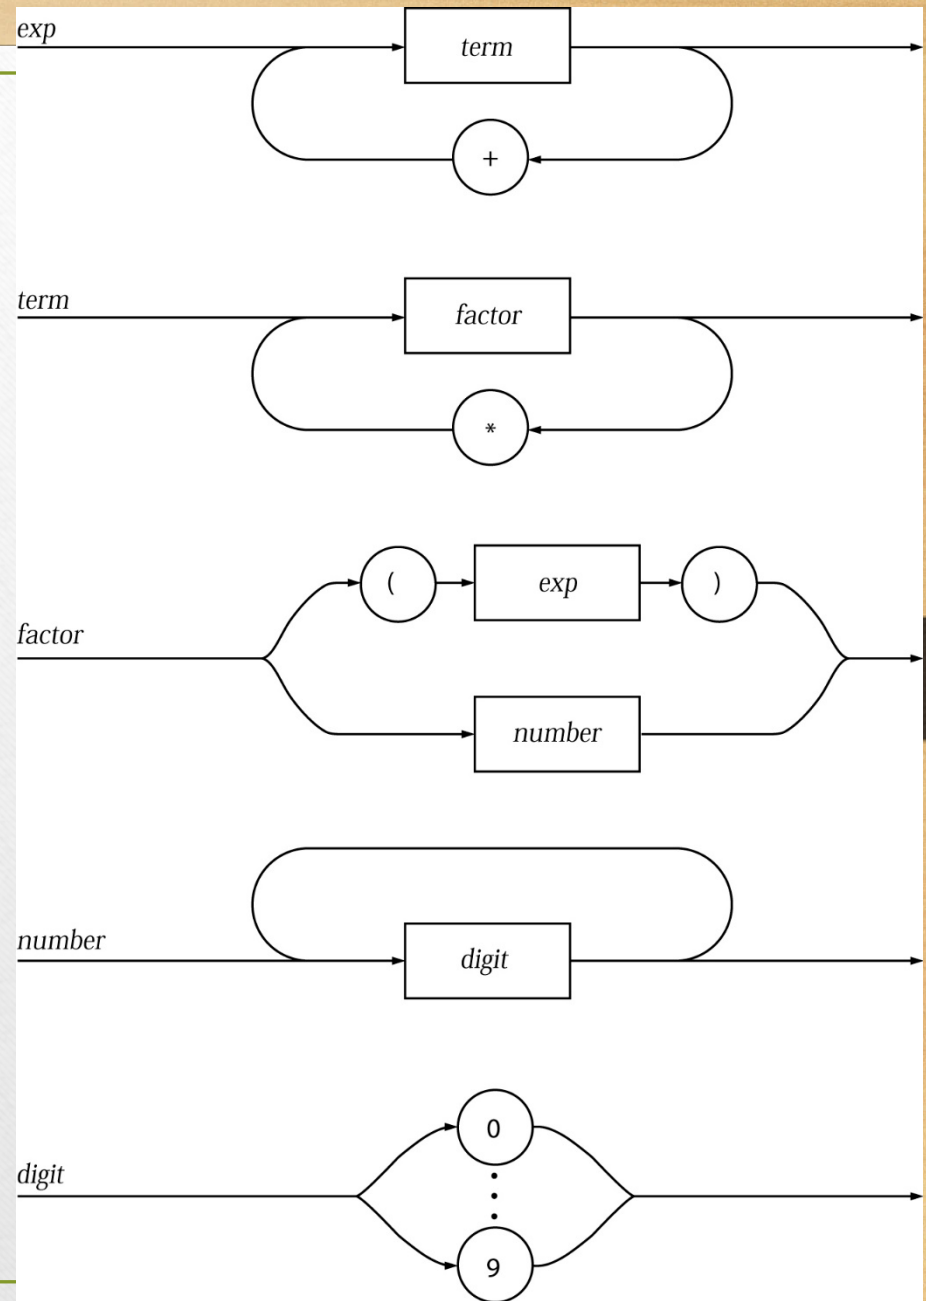 exp
term
+
term
factor
*
( exp )
factor
number
number
digit
0
digit
9